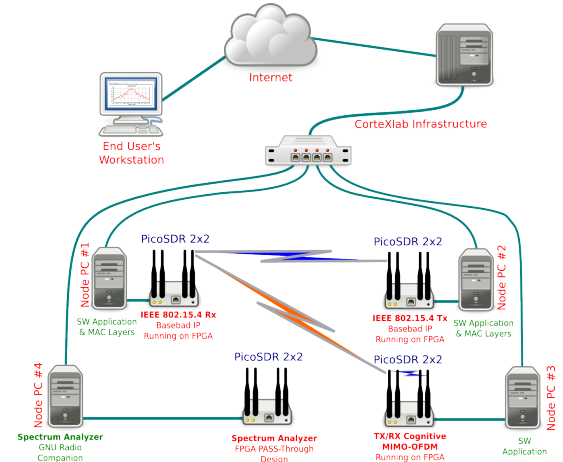 Internet
CorteXlab Infrastructure
End User's
Workstation
Node PC #1
PicoSDR 2x2
PicoSDR 2x2
Node PC #2
SW Application
& MAC Layers
IEEE 802.15.4 Rx
Basebad IP
Running on FPGA
IEEE 802.15.4 Tx
Basebad IP
Running on FPGA
SW Application
& MAC Layers
Node PC #4
PicoSDR 2x2
PicoSDR 2x2
Node PC #3
Spectrum Analyzer
GNU Radio
Companion
Spectrum Analyzer
FPGA PASS-Through
Design
TX/RX Cognitive
MIMO-OFDM
Running on FPGA
SW
Application